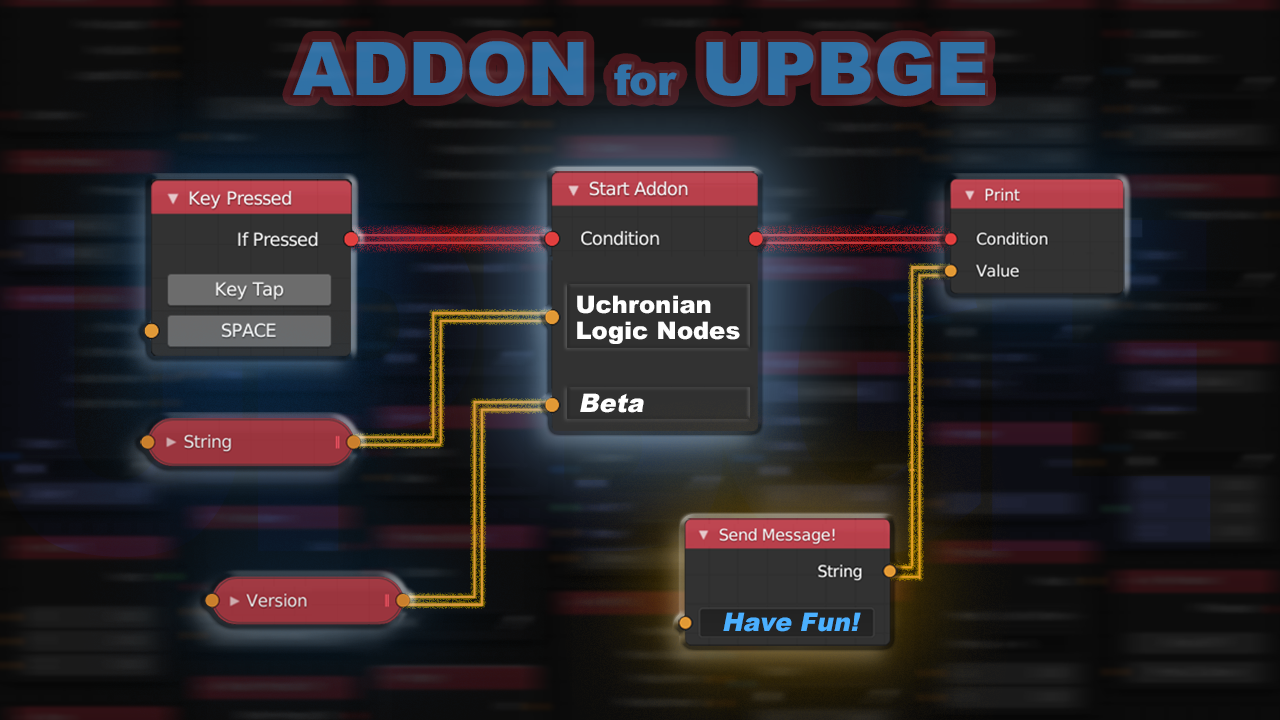 ADDON for UPBGE
Key Pressed
If Pressed
Key Tap
SPACE
Start Addon
Condition
Uchronian
Logic Nodes
Beta
Print
Condition
Value
String
Version
Send Message!
String
Have Fun!